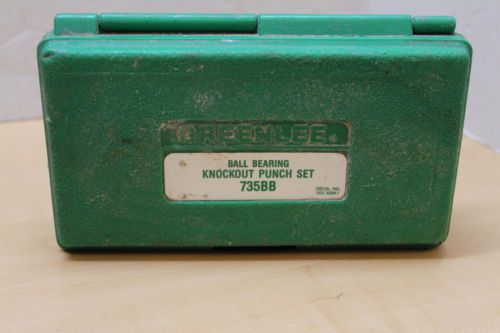 GREENLEE
BALL BEARING
KNOCKOUT PUNCH SET
735BB
DECAL NO.